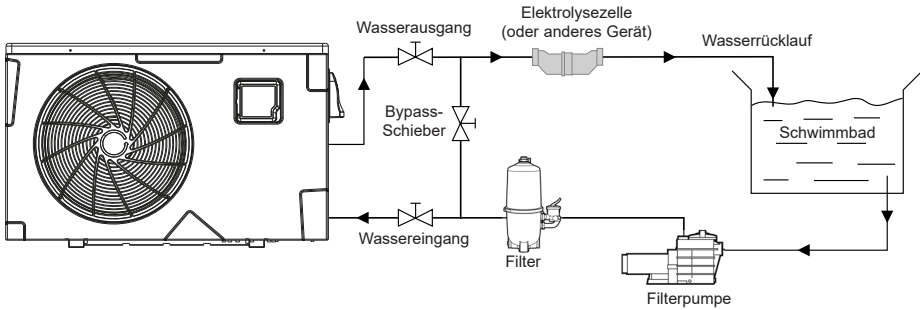 Wasserausgang
Elektrolysezelle
(oder anderes Gerät)
Wasserrücklauf
Bypass-
Schieber
Schwimmbad
Wassereingang
Filter
Filterpumpe